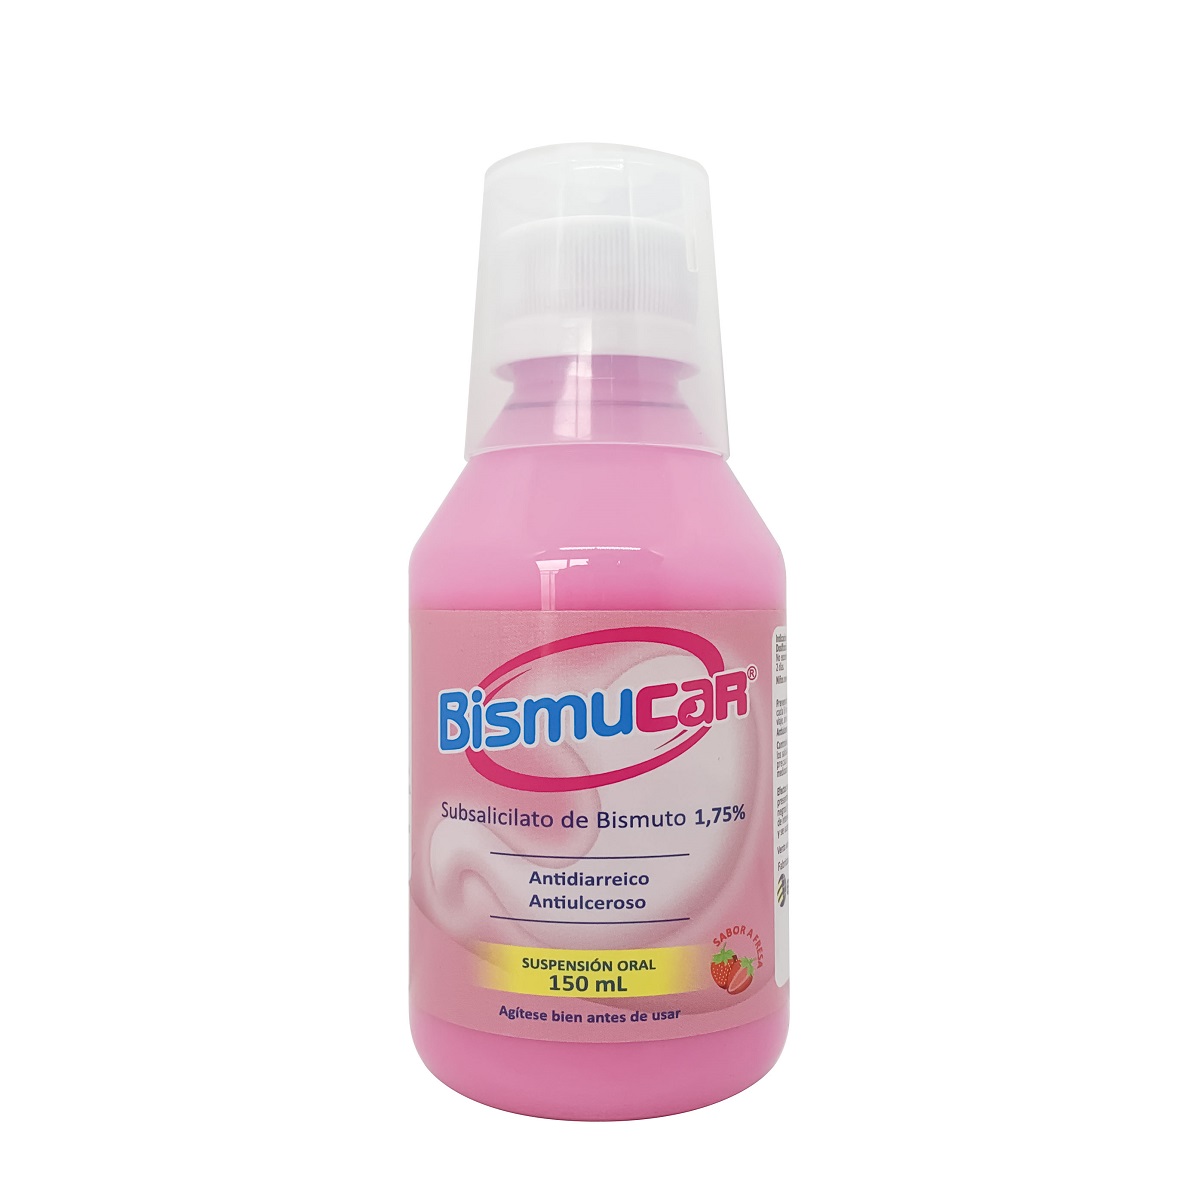 BismuCaR®
Subsalicilato de Bismuto 1,75%
Antidiarreico
Antiulceroso
SABOR A FRESA
SUSPENSIÓN ORAL
150 mL
Agítese bien antes de usar